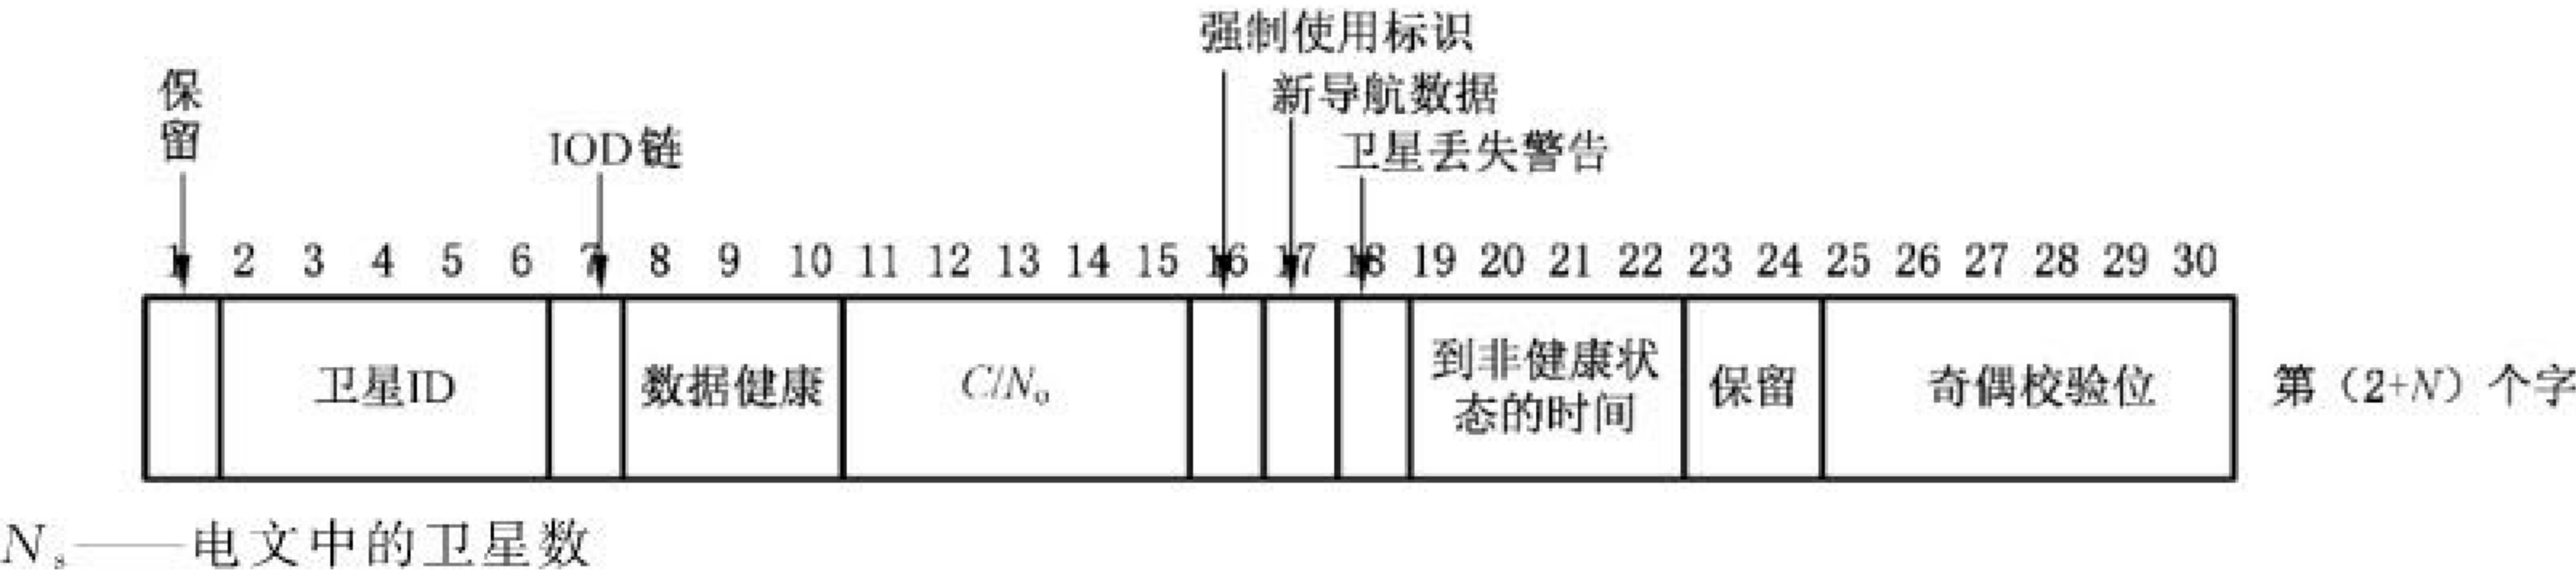 强制使用标识
保留
新导航数据
IOD链
卫星丢失警告
1 2 3 4 5 6 7 8 9 10 11 12 13 14 15 16 17 18 19 20 21 22 23 24 25 26 27 28 29 30
卫星ID
数据健康
C/N₀
到非健康状
态的时间
保留
奇偶校验位
第（2+N）个字
Nₛ——电文中的卫星数